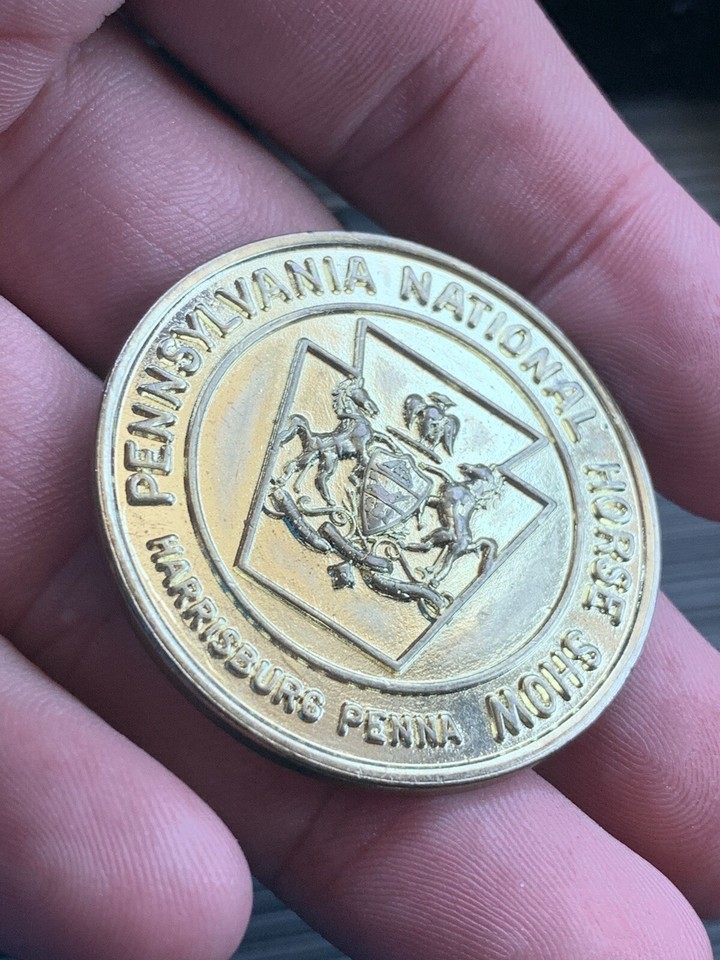 PENNSYLVANIA NATIONAL HORSE SHOW
HARRISBURG PENNA